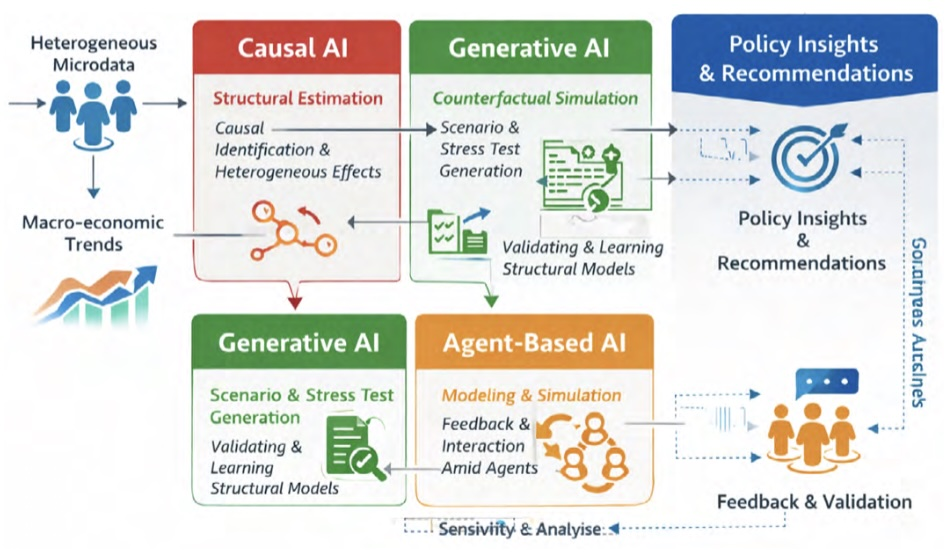 Heterogeneous
Microdata
Macro-economic
Trends
Causal AI
Structural Estimation
Causal
Identification &
Heterogeneous Effects
Generative AI
Counterfactual Simulation
Scenario &
Stress Test
Generation
Validating & Learning
Structural Models
Policy Insights
& Recommendations
Policy Insights
&
Recommendations
Generative AI
Scenario & Stress Test
Generation
Validating &
Learning
Structural Models
Agent-Based AI
Modeling & Simulation
Feedback &
Interaction
Amid Agents
Feedback & Validation
Sensivity & Analyise